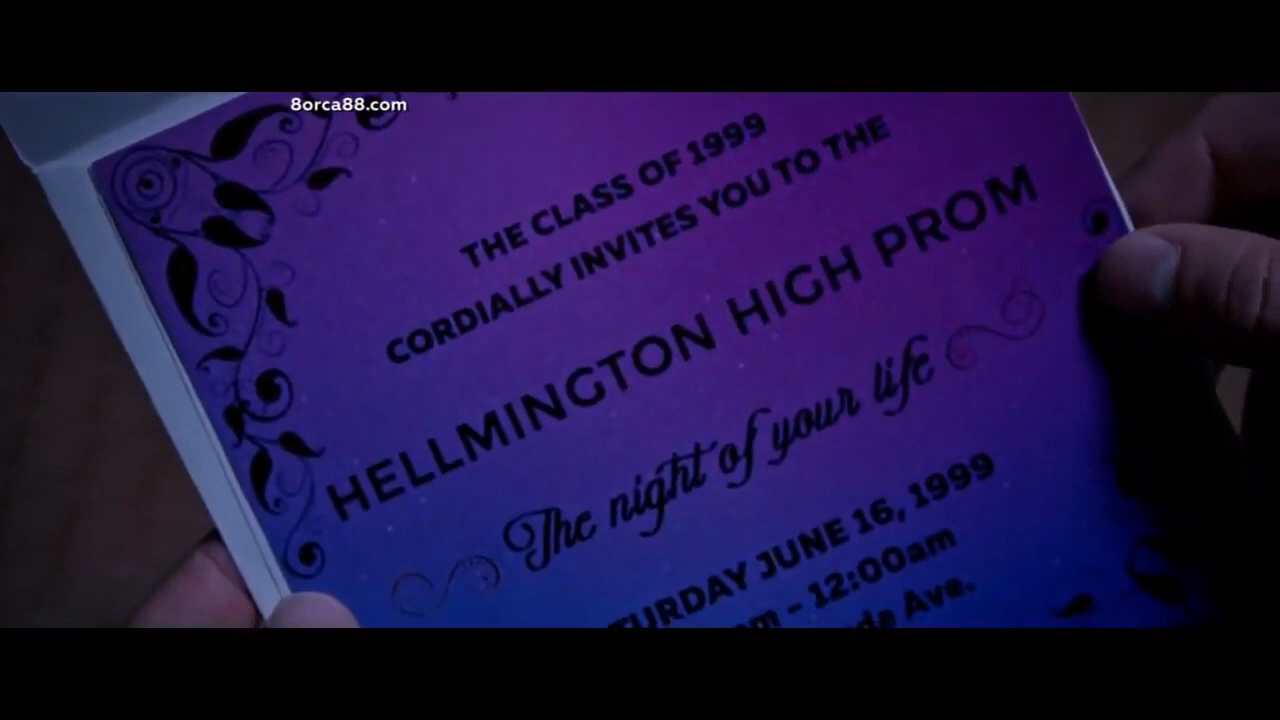 8orca88.com
THE CLASS OF 1999
CORDIALLY INVITES YOU TO THE
HELLMINGTON HIGH PROM
The night of your life
TURDAY JUNE 16, 1999
m - 12:00am
Ave.